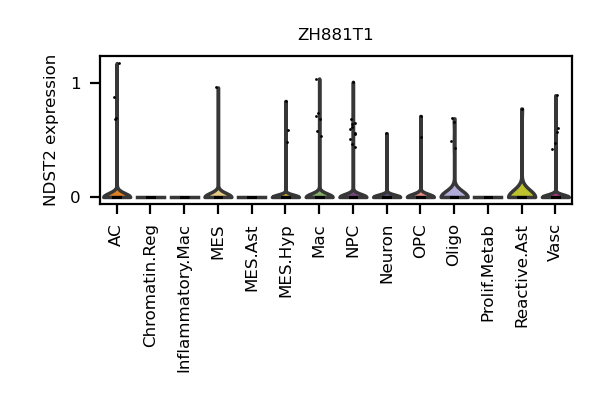 ZH881T1
NDST2 expression
1
0
AC
Chromatin.Reg
Inflammatory.Mac
MES
MES.Ast
MES.Hyp
Mac
NPC
Neuron
OPC
Oligo
Prolif.Metab
Reactive.Ast
Vasc